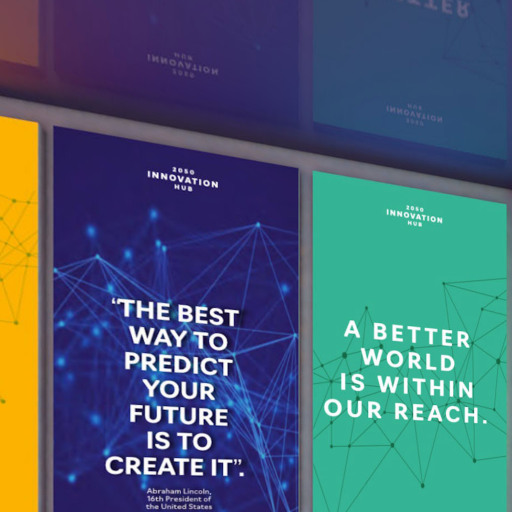 2050
INNOVATION
HUB
“THE BEST
WAY TO
PREDICT
YOUR
FUTURE
IS TO
CREATE IT”.
Abraham Lincoln,
16th President of
the United States
2050
INNOVATION
HUB
A BETTER
WORLD
IS WITHIN
OUR REACH.